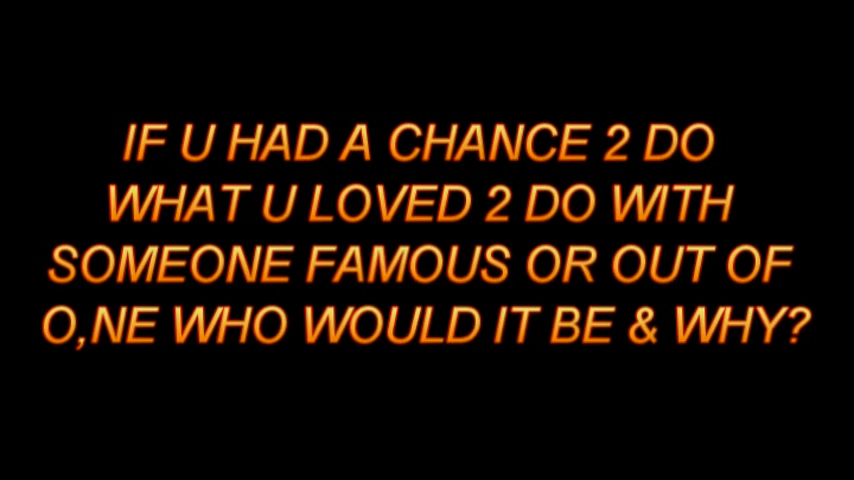 IF U HAD A CHANCE 2 DO
WHAT U LOVED 2 DO WITH
SOMEONE FAMOUS OR OUT OF
O,NE WHO WOULD IT BE & WHY?